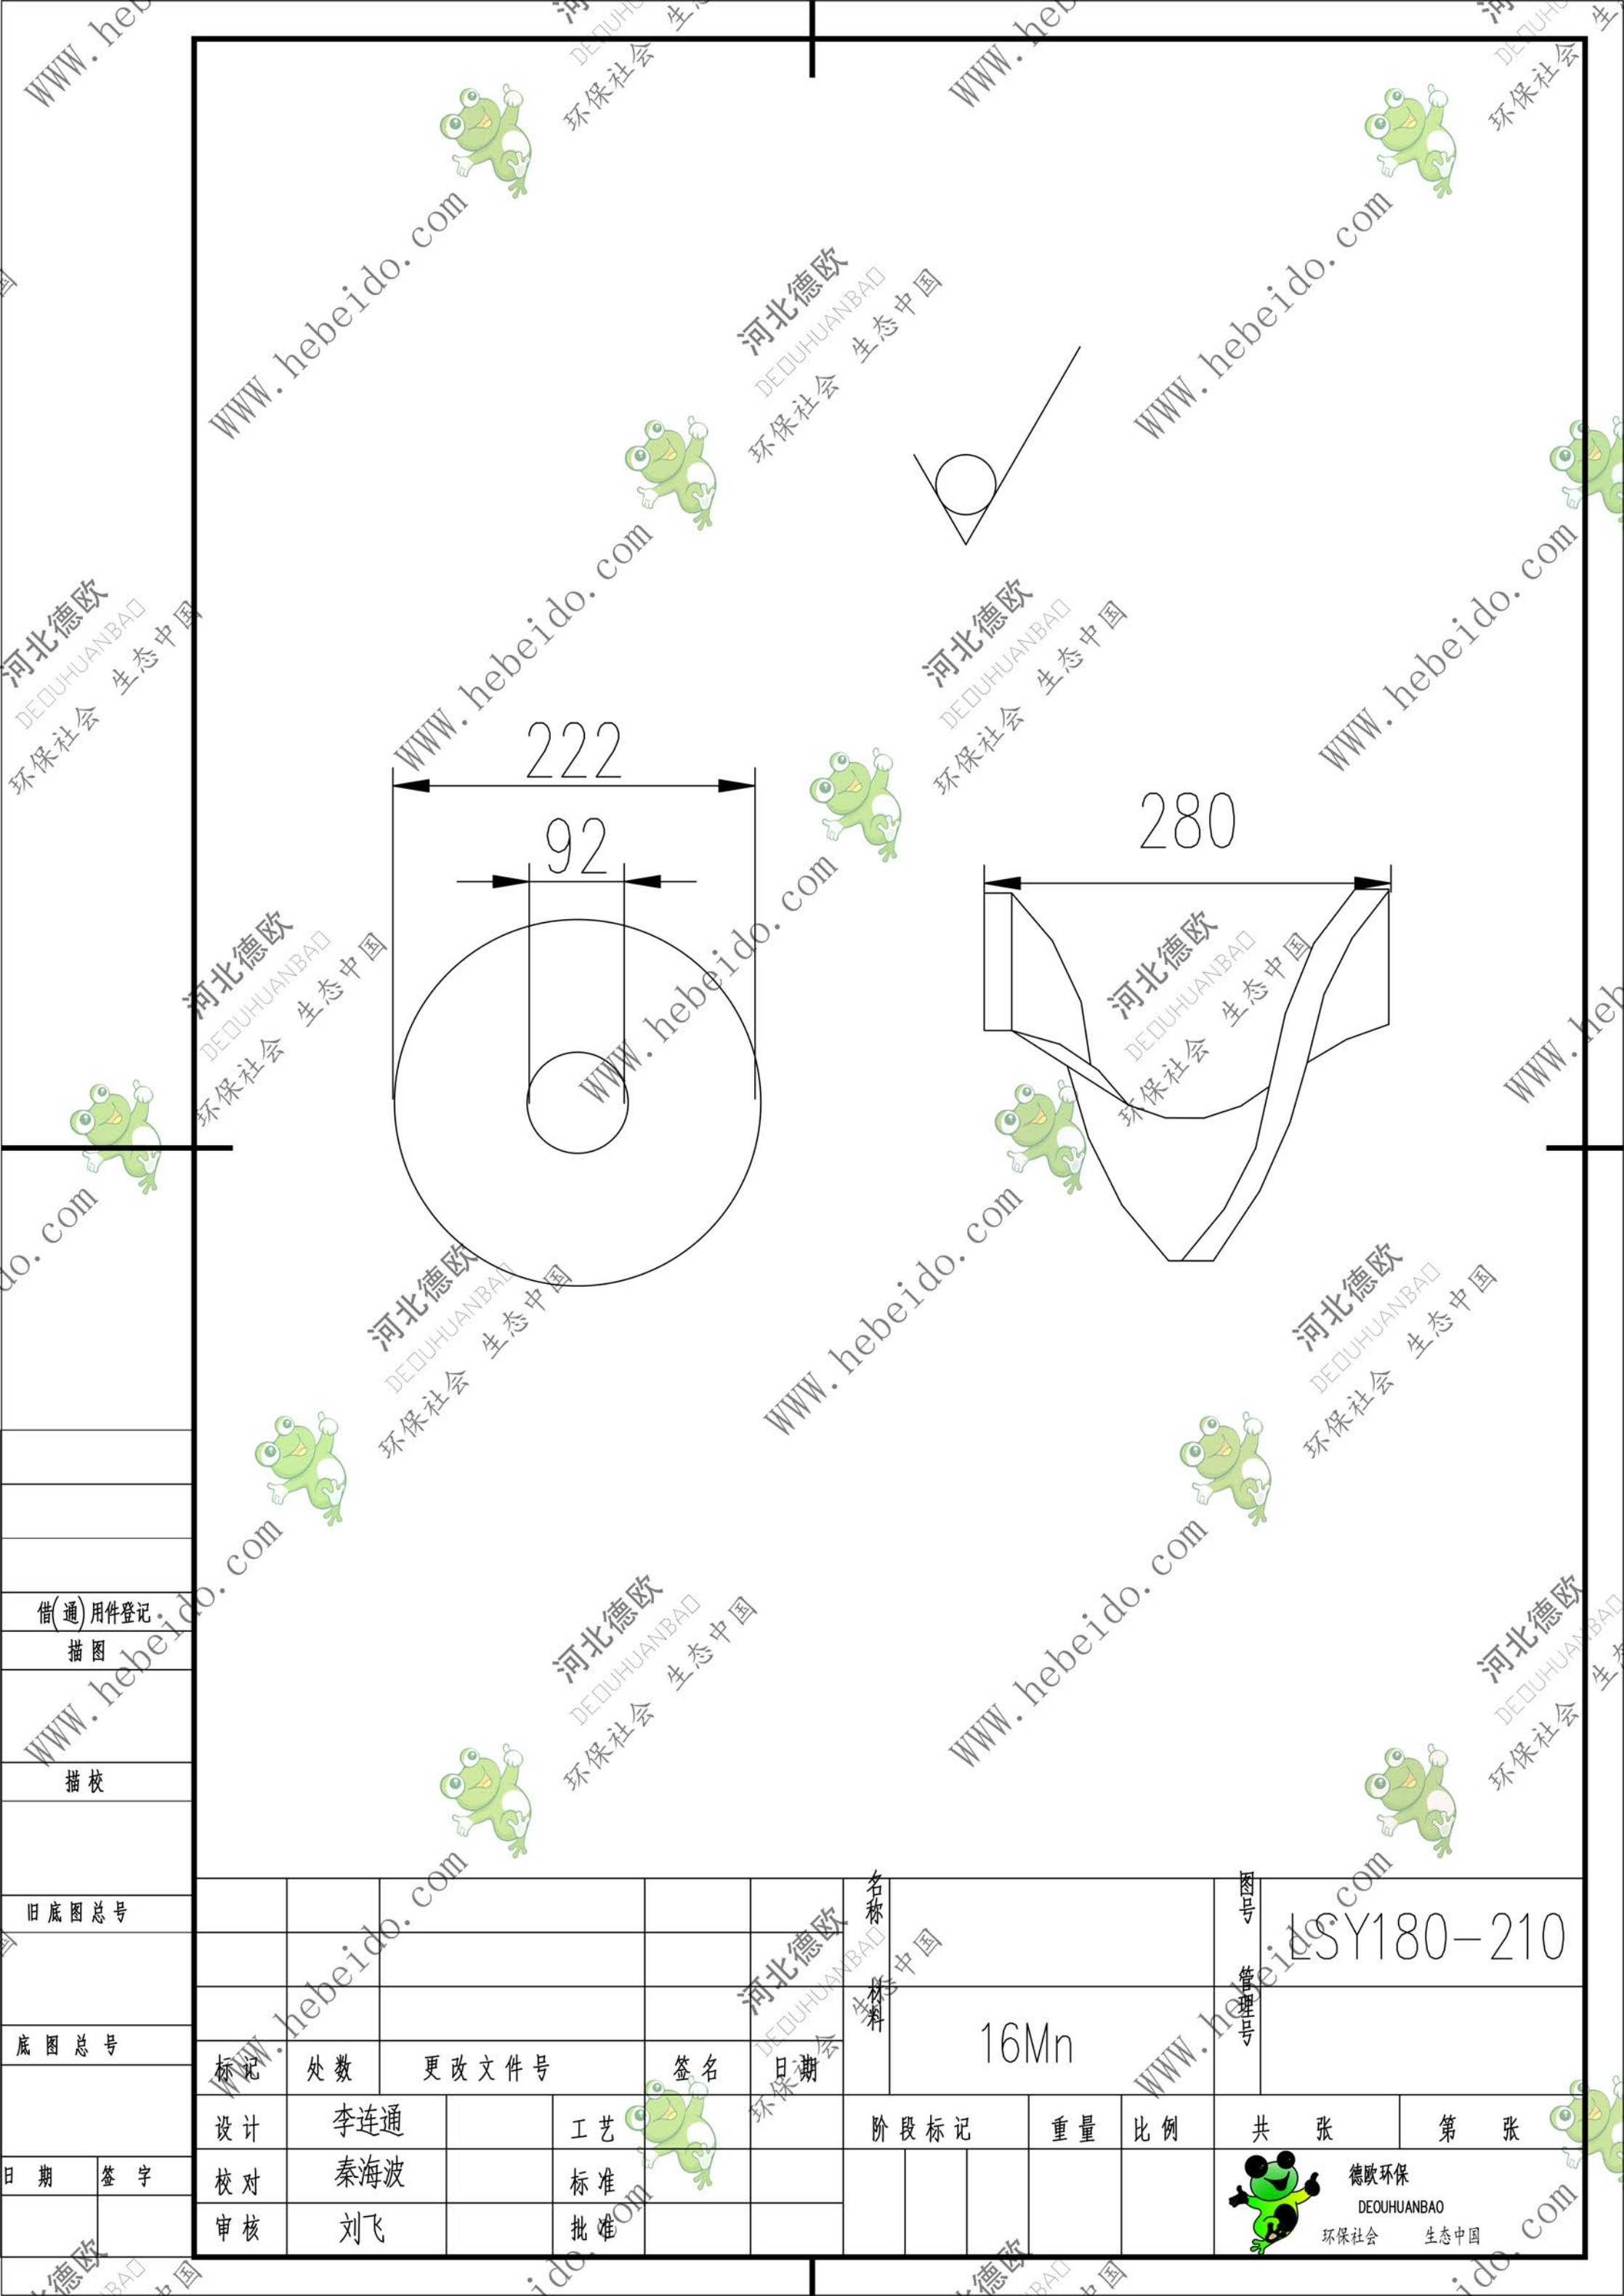 222
92
280
借(通)用件登记
描图
描校
旧底图总号
底图总号
日期 签字
名称
图号 LSY180-210
材料 16Mn
管理号
标记 处数 更改文件号 签名 日期
设计 李连通 工艺 阶段标记 重量 比例 共 张 第 张
校对 秦海波 标准
审核 刘飞 批准
德欧环保
DEOUHUANBAO
环保社会 生态中国
河北德欧
DEOUHUANBAO
环保社会 生态中国
WWW.hebeido.com